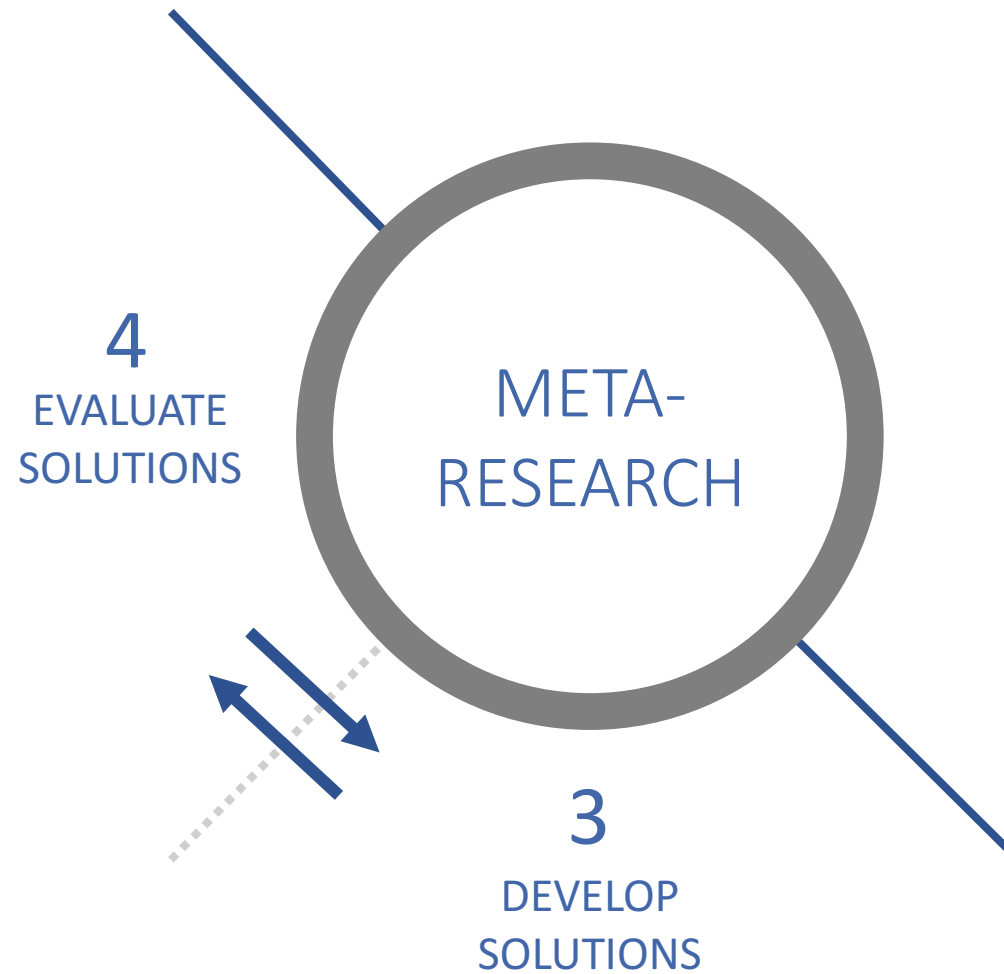 4
EVALUATE
SOLUTIONS
META-
RESEARCH
3
DEVELOP
SOLUTIONS